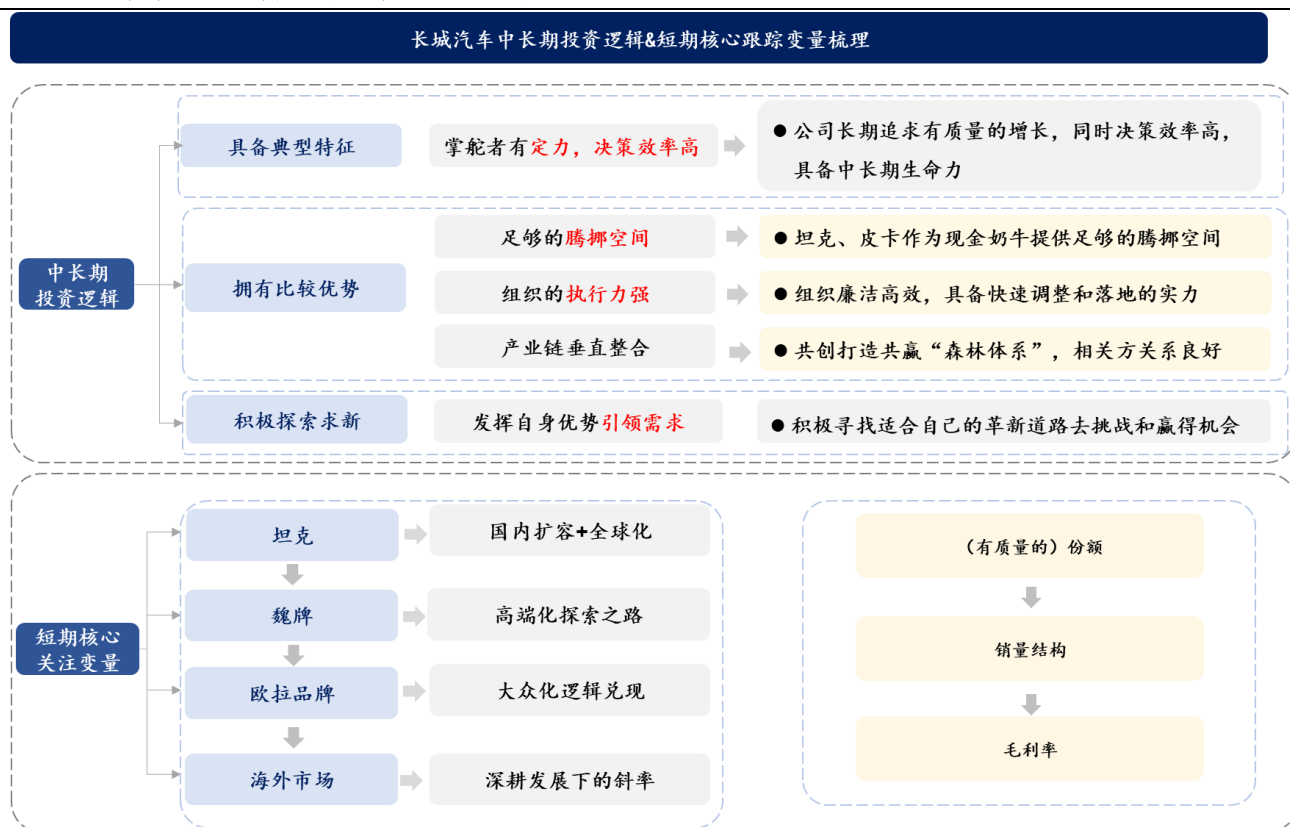 长城汽车中长期投资逻辑&短期核心跟踪变量梳理
中长期
投资逻辑
具备典型特征
掌舵者有定力，决策效率高
●公司长期追求有质量的增长，同时决策效率高，
具备中长期生命力
拥有比较优势
足够的腾挪空间
●坦克、皮卡作为现金奶牛提供足够的腾挪空间
组织的执行力强
●组织廉洁高效，具备快速调整和落地的实力
产业链垂直整合
●共创打造共赢“森林体系”，相关方关系良好
积极探索求新
发挥自身优势引领需求
●积极寻找适合自己的革新道路去挑战和赢得机会
短期核心
关注变量
坦克
国内扩容+全球化
魏牌
高端化探索之路
欧拉品牌
大众化逻辑兑现
海外市场
深耕发展下的斜率
（有质量的）份额
销量结构
毛利率